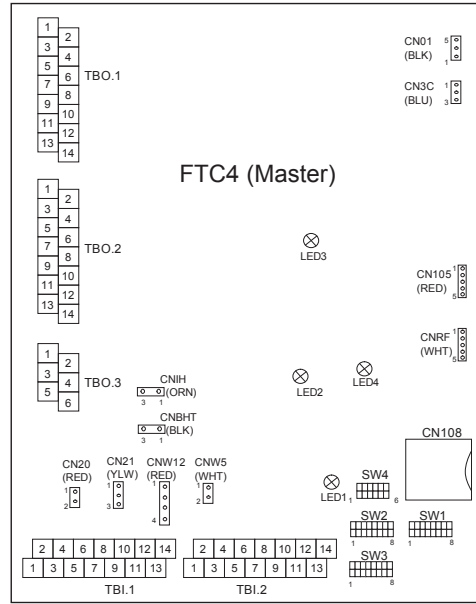 1
2
3
4
5
6
7
8
9
10
11
12
13
14
TBO.1
CN01
(BLK)
5
1
CN3C
(BLU)
1
3
FTC4 (Master)
1
2
3
4
5
6
7
8
9
10
11
12
13
14
TBO.2
LED3
CN105
(RED)
1
5
CNRF
(WHT)
1
5
1
2
3
4
5
6
TBO.3
CNIH
(ORN)
3 1
CNBHT
(BLK)
3 1
LED2
LED4
CN108
CN20
(RED)
1
2
CN21
(YLW)
1
3
CNW12
(RED)
1
4
CNW5
(WHT)
1
2
LED1
SW4
1 6
SW2
1 8
SW1
1 8
SW3
1 8
2 4 6 8 10 12 14
1 3 5 7 9 11 13
TBI.1
2 4 6 8 10 12 14
1 3 5 7 9 11 13
TBI.2